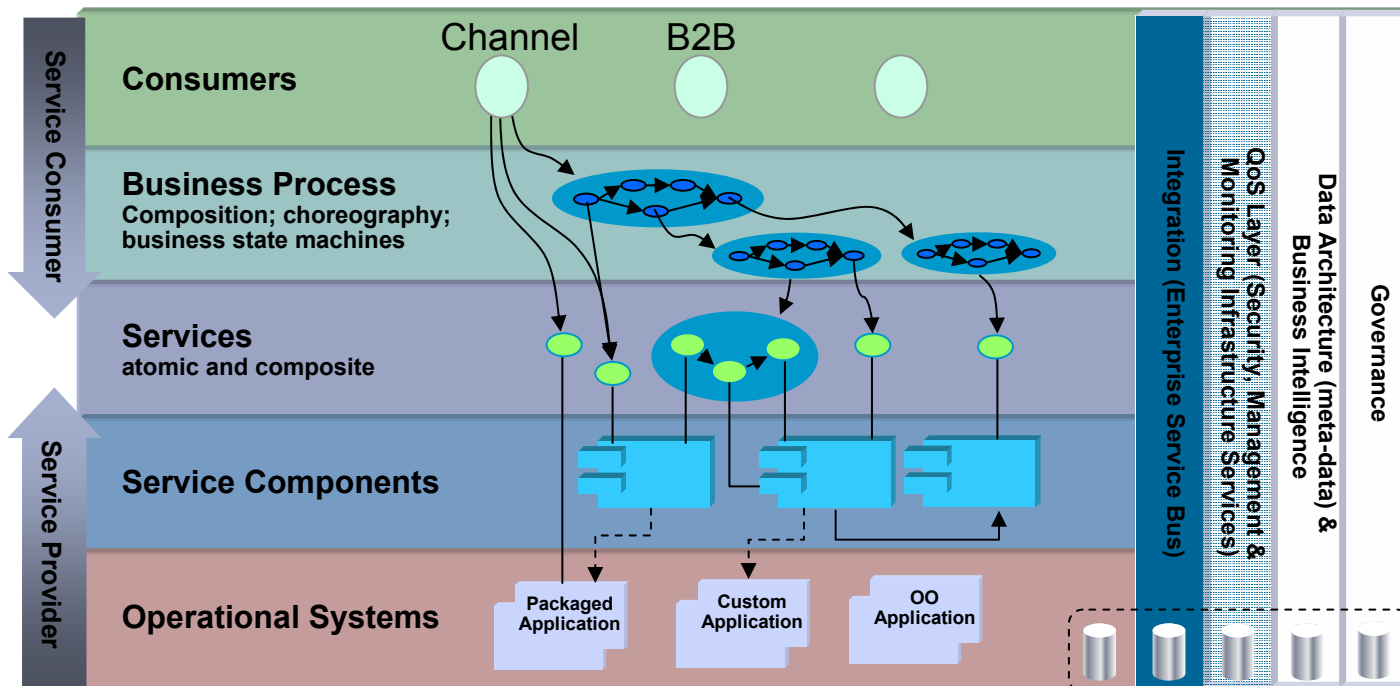 Channel
B2B
Consumers
Service Consumer
Business Process
Composition; choreography;
business state machines
Services
atomic and composite
Service Components
Service Provider
Operational Systems
Packaged
Application
Custom
Application
OO
Application
Integration (Enterprise Service Bus)
QoS Layer (Security, Management &
Monitoring Infrastructure Services)
Data Architecture (meta-data) &
Business Intelligence
Governance